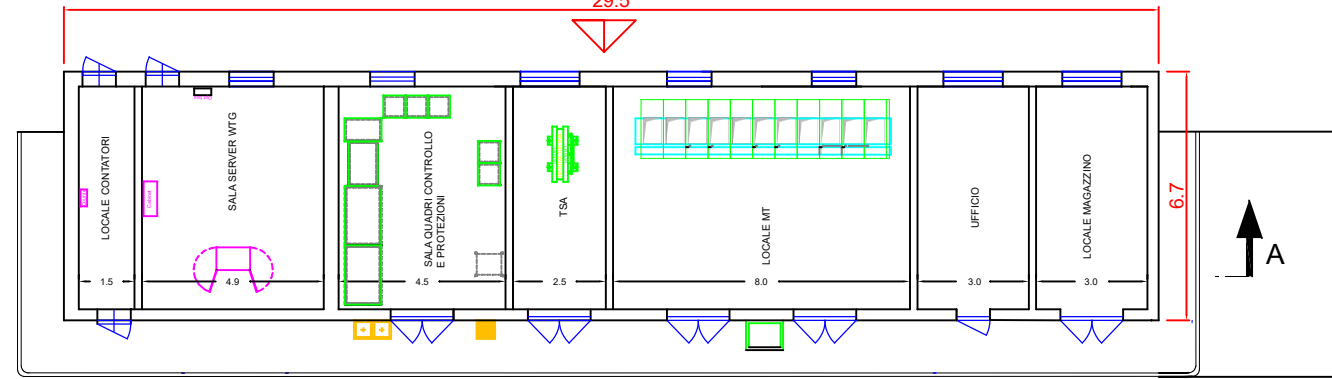 29.5
LOCALE CONTATORI
SALA SERVER WTG
SALA QUADRI CONTROLLO
E PROTEZIONI
TSA
LOCALE MT
UFFICIO
LOCALE MAGAZZINO
6.7
A
Cabinet
1.5
4.9
4.5
2.5
8.0
3.0
3.0